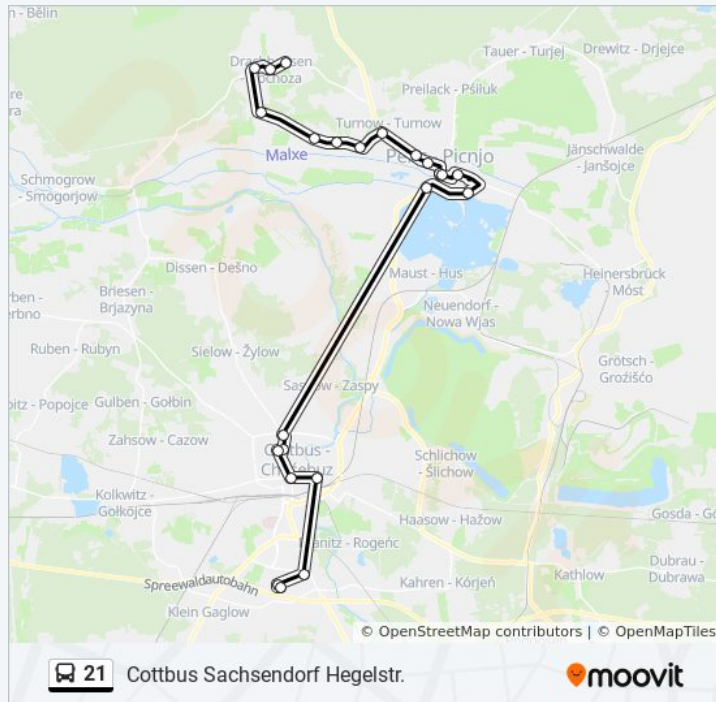 n - Bělin
Tauer - Turjej
Drewitz - Drjejce
Preilack - Pśiłuk
Turnow - Turnow
Malxe
Picnjo
Jänschwalde -
Janšojce
Schmogrow
- Smogorjow
Dissen - Dešno
Maust - Hus
Heinersbrück
- Móst
Briesen -
Brjazyna
Neuendorf -
Nowa Wjas
Ruben - Rubyn
Sielow - Žylow
Grötsch -
Groźišćo
Gulben - Gołbin
Zahsow - Cazow
Schlichow -
Šlichow
Kolkwitz -
Gołkojce
Haasow - Hažow
Gosda - Gó
Spreewaldautobahn
Kahren - Kórjeń
Kathlow
Dubrau -
Dubrawa
Klein Gaglow
© OpenStreetMap contributors | © OpenMapTiles
21 Cottbus Sachsendorf Hegelstr.
moovit